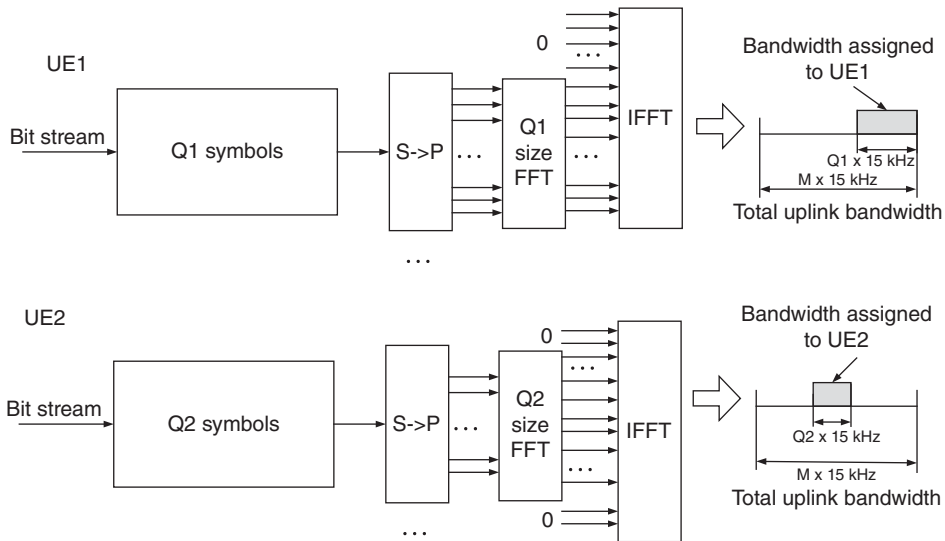 UE1
Bit stream
Q1 symbols
S->P
...
Q1
size
FFT
0
...
...
IFFT
Bandwidth assigned
to UE1
Q1 x 15 kHz
M x 15 kHz
Total uplink bandwidth
...
UE2
Bit stream
Q2 symbols
S->P
...
Q2
size
FFT
0
...
...
...
0
IFFT
Bandwidth assigned
to UE2
Q2 x 15 kHz
M x 15 kHz
Total uplink bandwidth
...